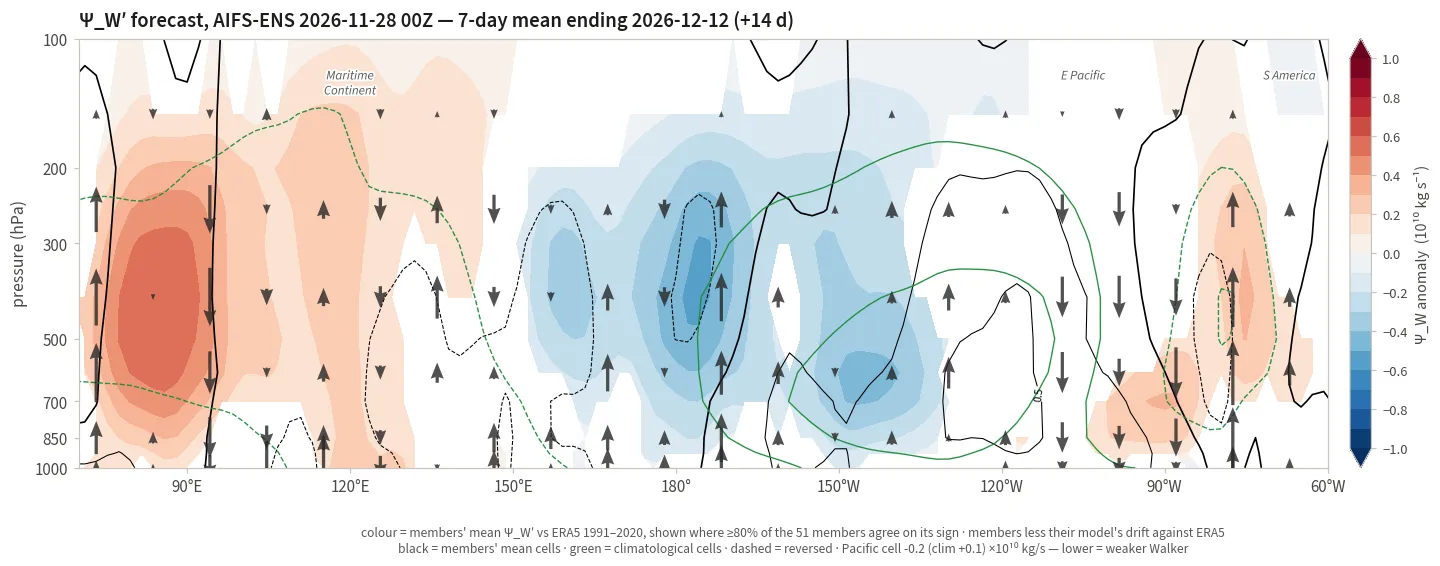 Ψ_W′ forecast, AIFS-ENS 2026-11-28 00Z — 7-day mean ending 2026-12-12 (+14 d)
100
200
300
500
700
850
1000
pressure (hPa)
Maritime
Continent
E Pacific
S America
0.5
90°E
120°E
150°E
180°
150°W
120°W
90°W
60°W
1.0
0.8
0.6
0.4
0.2
0.0
−0.2
−0.4
−0.6
−0.8
−1.0
Ψ_W anomaly (10¹⁰ kg s⁻¹)
colour = members' mean Ψ_W′ vs ERA5 1991–2020, shown where ≥80% of the 51 members agree on its sign · members less their model's drift against ERA5
black = members' mean cells · green = climatological cells · dashed = reversed · Pacific cell -0.2 (clim +0.1) ×10¹⁰ kg/s — lower = weaker Walker